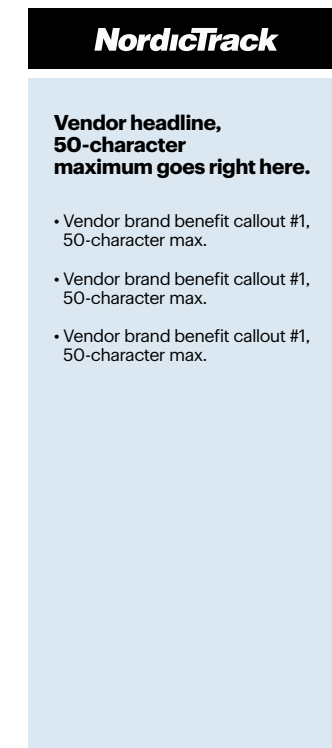 NordicTrack
Vendor headline,
50-character
maximum goes right here.
• Vendor brand benefit callout #1,
50-character max.
• Vendor brand benefit callout #1,
50-character max.
• Vendor brand benefit callout #1,
50-character max.